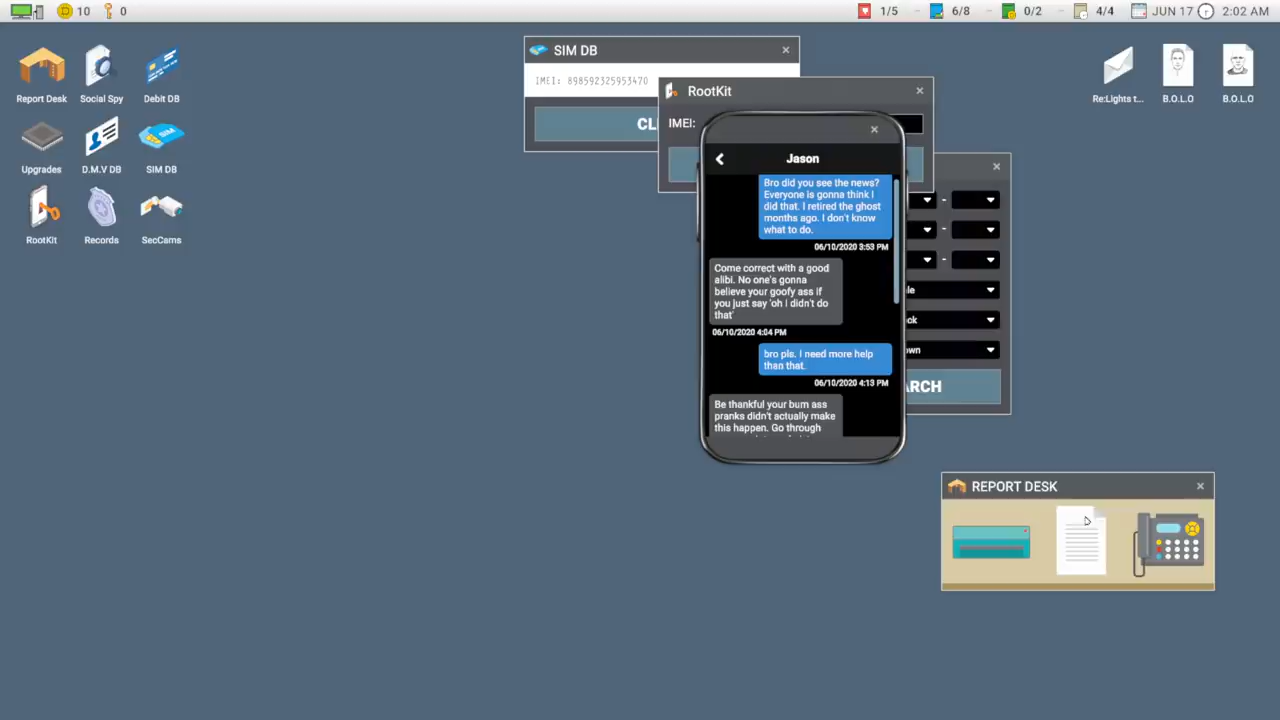 10 0 1/5 6/8 0/2 4/4 JUN 17 2:02 AM
Report Desk
Social Spy
Debit DB
Upgrades
D.M.V DB
SIM DB
RootKit
Records
SecCams
Re:Lights t...
B.O.L.O
B.O.L.O
SIM DB
IMEI: 898592325953470
CL
RootKit
IMEI:
Jason
Bro did you see the news?
Everyone is gonna think I
did that. I retired the ghost
months ago. I don't know
what to do.
06/10/2020 3:53 PM
Come correct with a good
alibi. No one's gonna
believe your goofy ass if
you just say 'oh I didn't do
that'
06/10/2020 4:04 PM
bro pls. I need more help
than that.
06/10/2020 4:13 PM
Be thankful your bum ass
pranks didn't actually make
this happen. Go through
- 
- 
- 
le
ck
own
ARCH
REPORT DESK